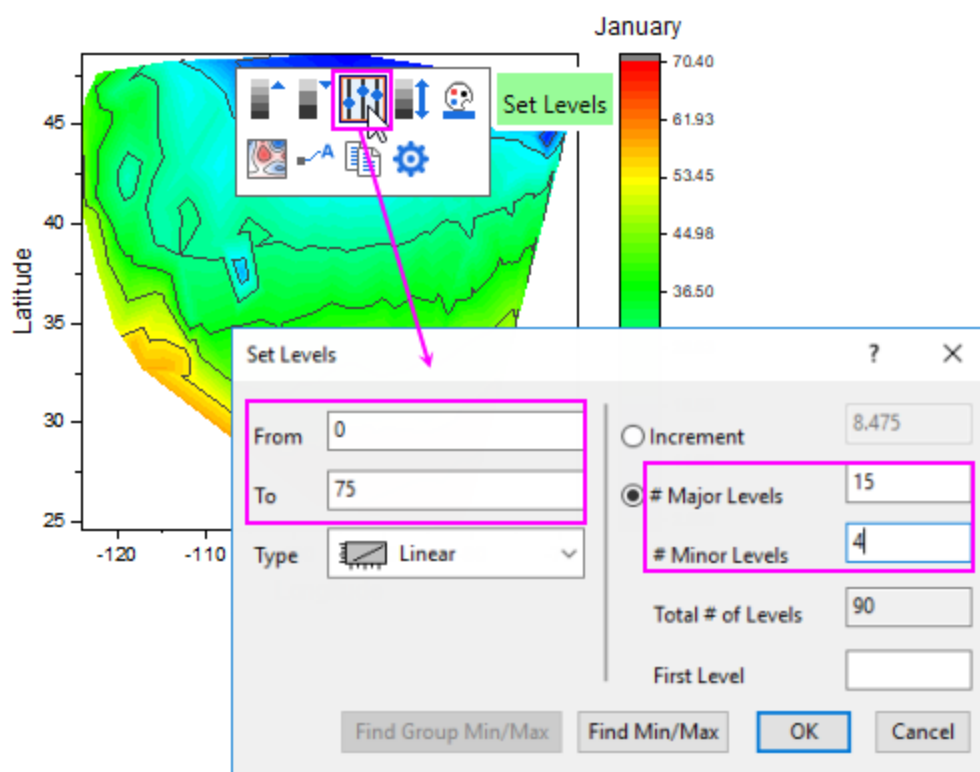 January
70.40
Set Levels
61.93
45
53.45
40
44.98
36.50
Latitude
35
Set Levels
? ×
30
From 0
Increment 8.475
To 75
# Major Levels 15
25
-120 -110
Type Linear
# Minor Levels 4
Total # of Levels 90
First Level
Find Group Min/Max Find Min/Max OK Cancel
A